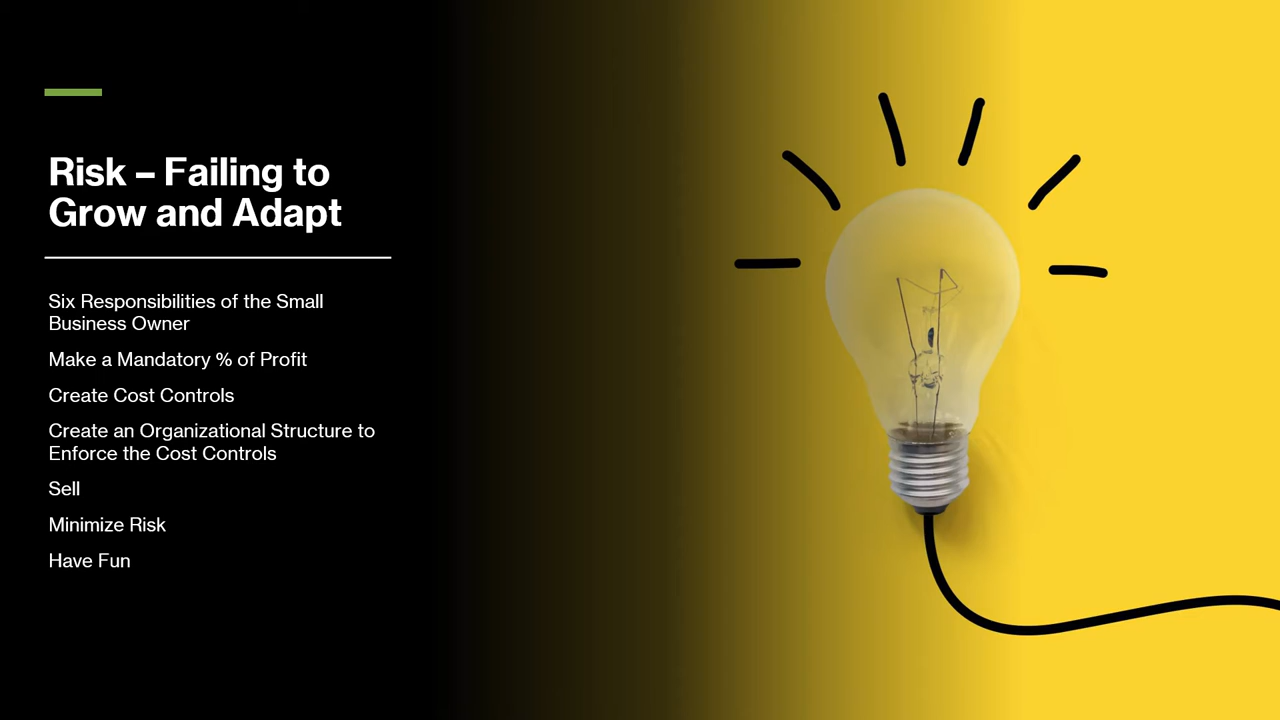 Risk – Failing to
Grow and Adapt
Six Responsibilities of the Small
Business Owner
Make a Mandatory % of Profit
Create Cost Controls
Create an Organizational Structure to
Enforce the Cost Controls
Sell
Minimize Risk
Have Fun